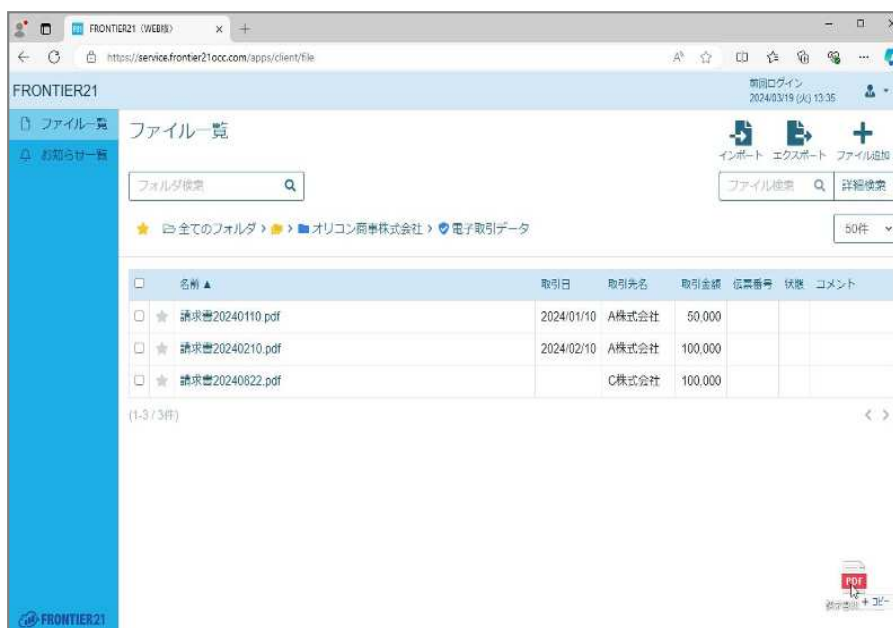 FRONTIER21（WEB版）
https://service.frontier21occ.com/apps/client/file
FRONTIER21
前回ログイン
2024/03/19 (火) 13:35
ファイル一覧
お知らせ一覧
ファイル一覧
インポート エクスポート ファイル追加
フォルダ検索
ファイル検索 詳細検索
全てのフォルダ › › オリコン商事株式会社 › 電子取引データ
50件
名前 ▲ 取引日 取引先名 取引金額 伝票番号 状態 コメント
請求書20240110.pdf 2024/01/10 A株式会社 50,000
請求書20240210.pdf 2024/02/10 A株式会社 100,000
請求書20240822.pdf C株式会社 100,000
(1-3 / 3件)
PDF
+ コピー
FRONTIER21